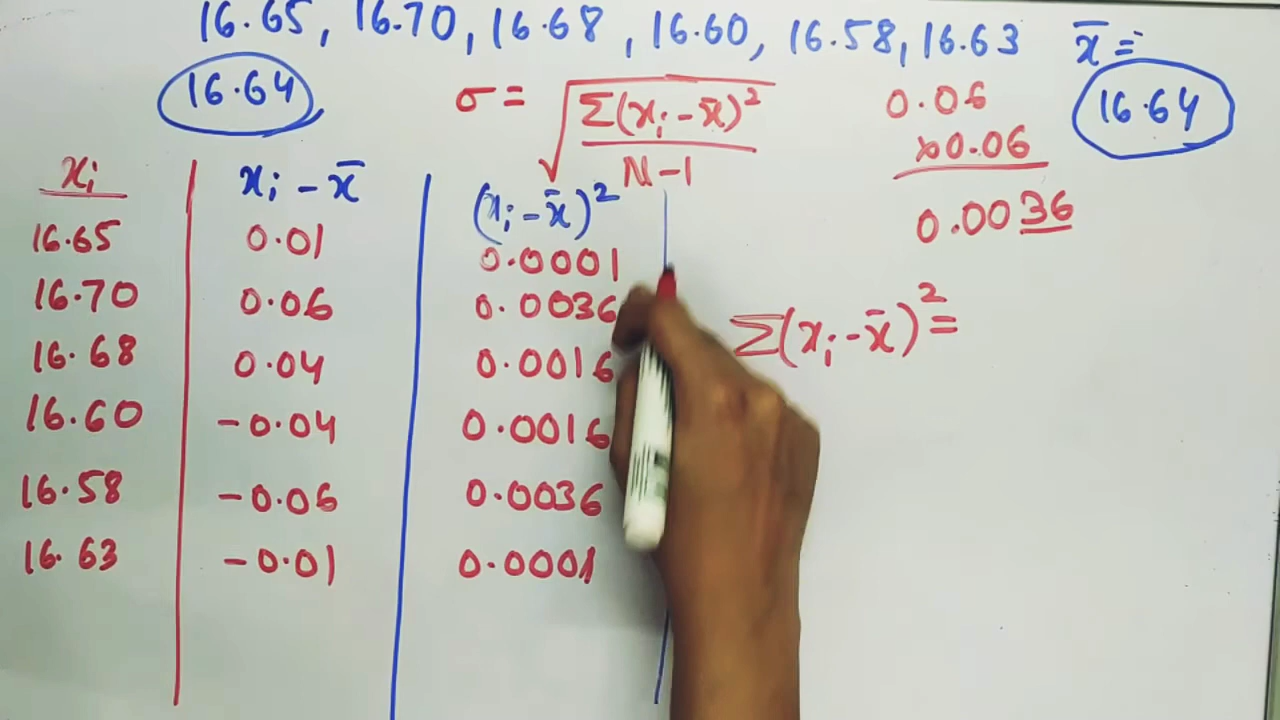 16.65, 16.70, 16.68, 16.60, 16.58, 16.63 x̄ =
16.64, σ = √(Σ(xᵢ - x̄)² / N-1) 0.06 16.64
x0.06
0.0036
xᵢ xᵢ - x̄ (xᵢ - x̄)²
16.65 0.01 0.0001
16.70 0.06 0.0036 Σ(xᵢ - x̄)² =
16.68 0.04 0.0016
16.60 -0.04 0.0016
16.58 -0.06 0.0036
16.63 -0.01 0.0001